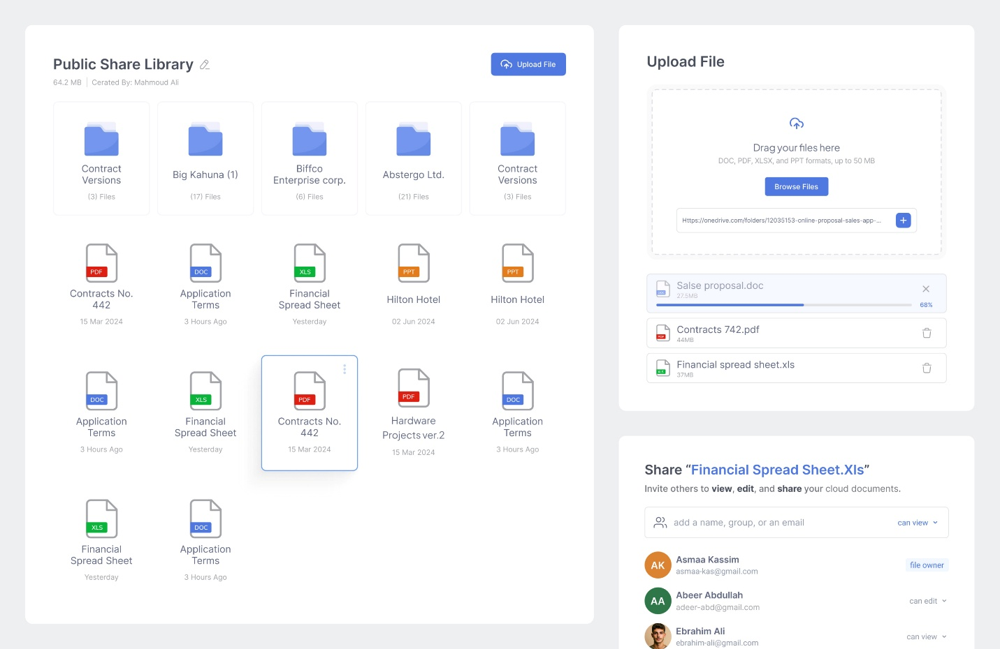 Public Share Library
Upload File
64.2 MB
Cerated By: Mahmoud Ali
Contract
Versions
(3) Files
Big Kahuna (1)
(17) Files
Biffco
Enterprise corp.
(6) Files
Abstergo Ltd.
(21) Files
Contract
Versions
(3) Files
PDF
Contracts No.
442
15 Mar 2024
DOC
Application
Terms
3 Hours Ago
XLS
Financial
Spread Sheet
Yesterday
PPT
Hilton Hotel
02 Jun 2024
PPT
Hilton Hotel
02 Jun 2024
DOC
Application
Terms
3 Hours Ago
XLS
Financial
Spread Sheet
Yesterday
PDF
Contracts No.
442
15 Mar 2024
PDF
Hardware
Projects ver.2
15 Mar 2024
DOC
Application
Terms
3 Hours Ago
XLS
Financial
Spread Sheet
Yesterday
DOC
Application
Terms
3 Hours Ago
Upload File
Drag your files here
DOC, PDF, XLSX, and PPT formats, up to 50 MB
Browse Files
Https://onedrive.com/folders/12035153-online-proposal-sales-app-...
DOC
Salse proposal.doc
27.5MB
68%
PDF
Contracts 742.pdf
44MB
XLS
Financial spread sheet.xls
37MB
Share “Financial Spread Sheet.Xls”
Invite others to view, edit, and share your cloud documents.
add a name, group, or an email
can view
AK
Asmaa Kassim
asmaa-kas@gmail.com
file owner
AA
Abeer Abdullah
adeer-abd@gmail.com
can edit
Ebrahim Ali
ebrahim-ali@gmail.com
can view